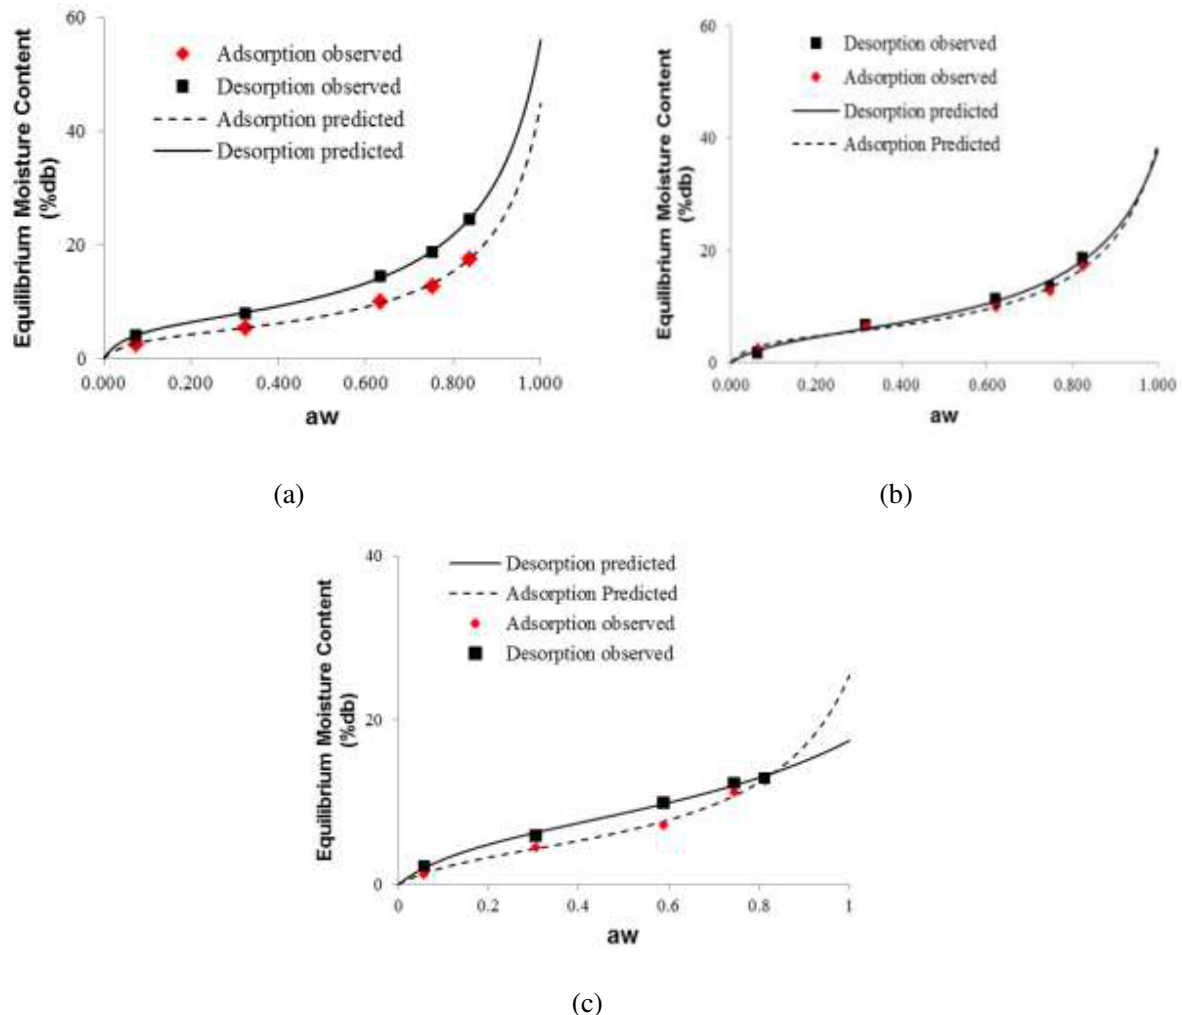 60
40
20
0
Equilibrium Moisture Content
(%db)
Adsorption observed
Desorption observed
Adsorption predicted
Desorption predicted
0.000 0.200 0.400 0.600 0.800 1.000
aw
(a)
60
40
20
0
Equilibrium Moisture Content
(%db)
Desorption observed
Adsorption observed
Desorption predicted
Adsorption Predicted
0.000 0.200 0.400 0.600 0.800 1.000
aw
(b)
40
20
0
Equilibrium Moisture Content
(%db)
Desorption predicted
Adsorption Predicted
Adsorption observed
Desorption observed
0 0.2 0.4 0.6 0.8 1
aw
(c)